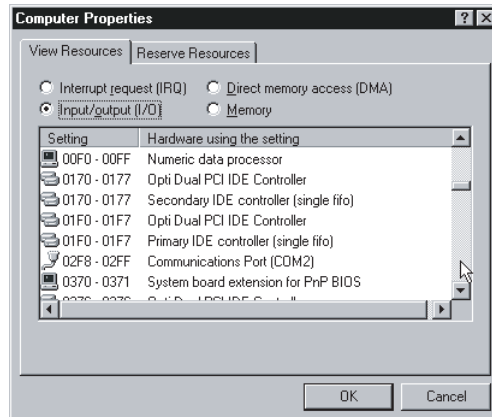 Computer Properties
View Resources Reserve Resources
Interrupt request (IRQ) Direct memory access (DMA)
Input/output (I/O) Memory
Setting Hardware using the setting
00F0 - 00FF Numeric data processor
0170 - 0177 Opti Dual PCI IDE Controller
0170 - 0177 Secondary IDE controller (single fifo)
01F0 - 01F7 Opti Dual PCI IDE Controller
01F0 - 01F7 Primary IDE controller (single fifo)
02F8 - 02FF Communications Port (COM2)
0370 - 0371 System board extension for PnP BIOS
OK Cancel